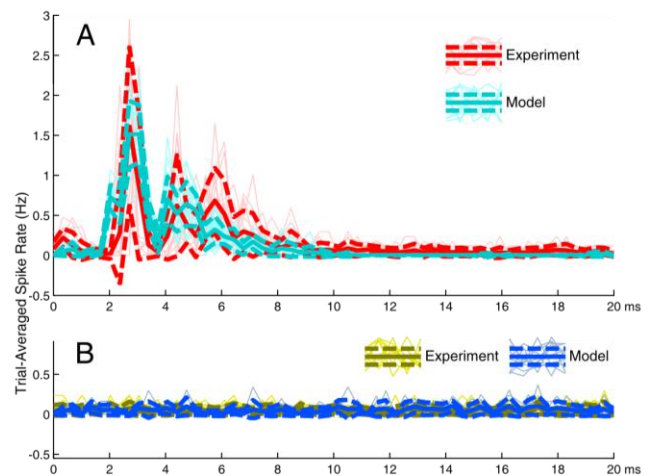 A
3
2.5
2
1.5
1
0.5
0
-0.5
Experiment
Model
0 2 4 6 8 10 12 14 16 18 20 ms
Trial-Averaged Spike Rate (Hz)
B
Experiment Model
0.5
0
-0.5
0 2 4 6 8 10 12 14 16 18 20 ms